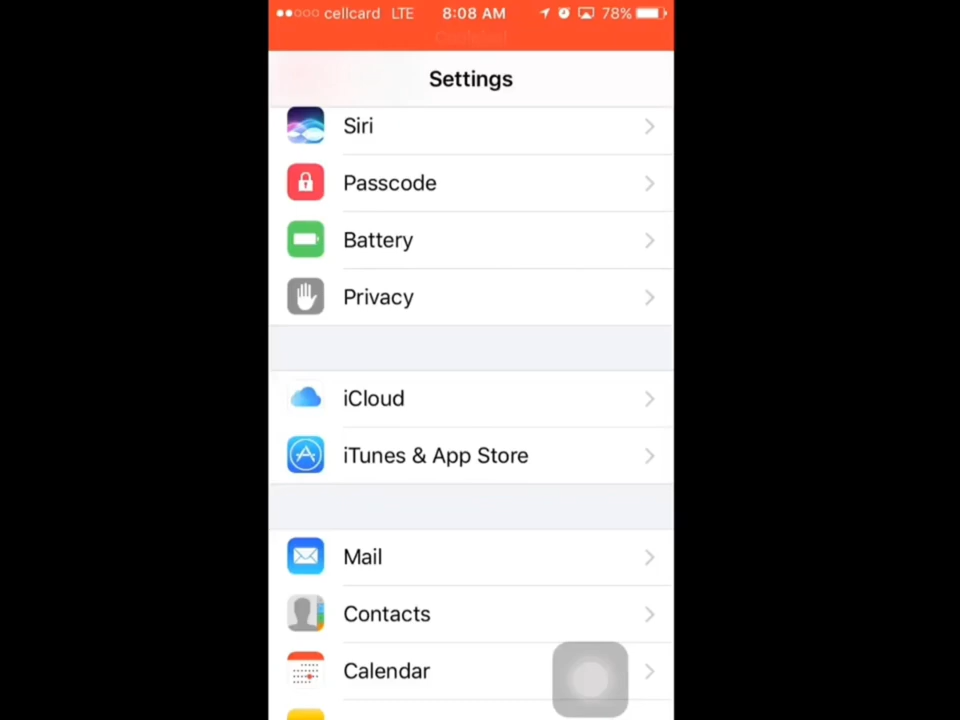 cellcard LTE 8:08 AM 78%
Settings
Siri
Passcode
Battery
Privacy
iCloud
iTunes & App Store
Mail
Contacts
Calendar